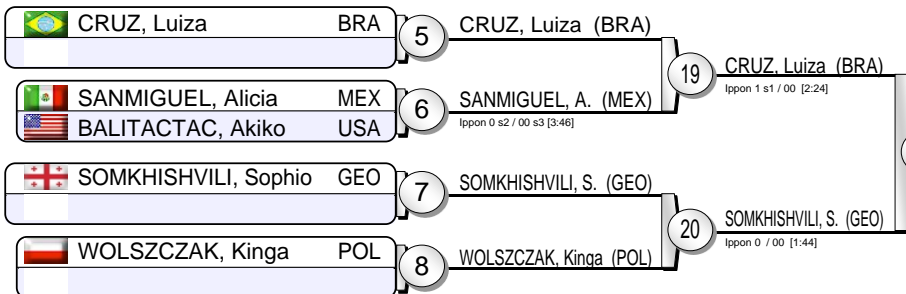 CRUZ, Luiza BRA
5
CRUZ, Luiza (BRA)
19
CRUZ, Luiza (BRA)
Ippon 1 s1 / 00 [2:24]
SANMIGUEL, Alicia MEX
BALITACTAC, Akiko USA
6
SANMIGUEL, A. (MEX)
Ippon 0 s2 / 00 s3 [3:46]
SOMKHISHVILI, Sophio GEO
7
SOMKHISHVILI, S. (GEO)
20
SOMKHISHVILI, S. (GEO)
Ippon 0 / 00 [1:44]
WOLSZCZAK, Kinga POL
8
WOLSZCZAK, Kinga (POL)